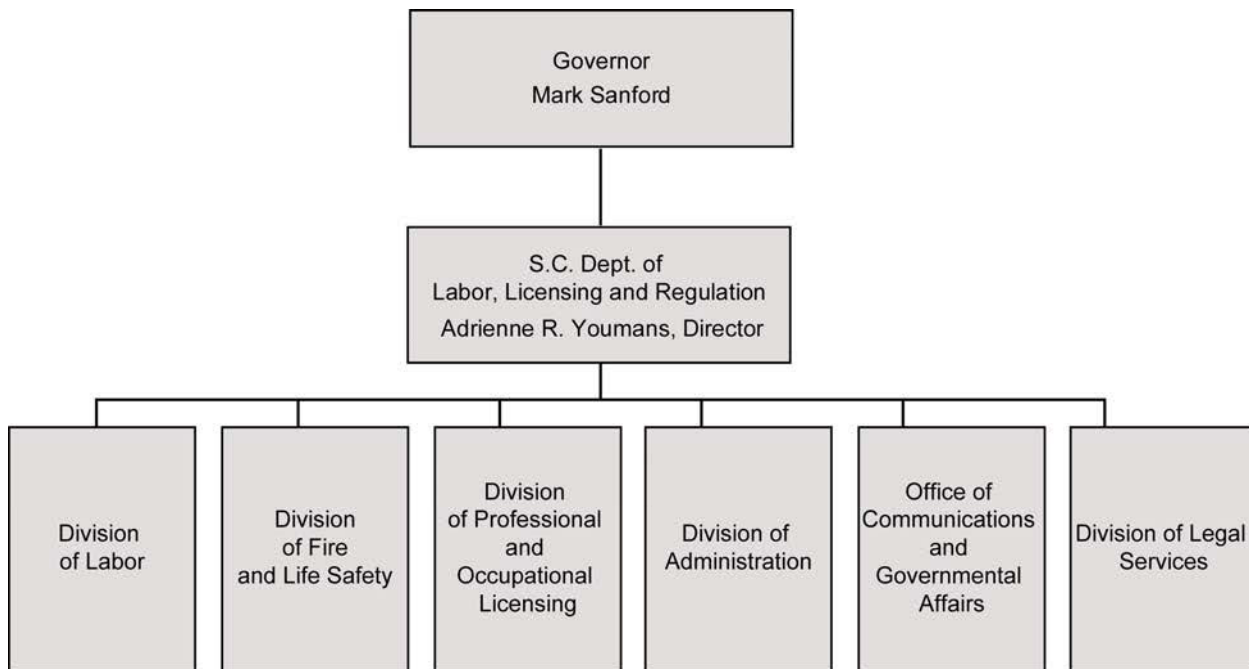 Governor
Mark Sanford
S.C. Dept. of
Labor, Licensing and Regulation
Adrienne R. Youmans, Director
Division
of Labor
Division
of Fire
and Life Safety
Division
of Professional
and
Occupational
Licensing
Division of
Administration
Office of
Communications
and
Governmental
Affairs
Division of Legal
Services